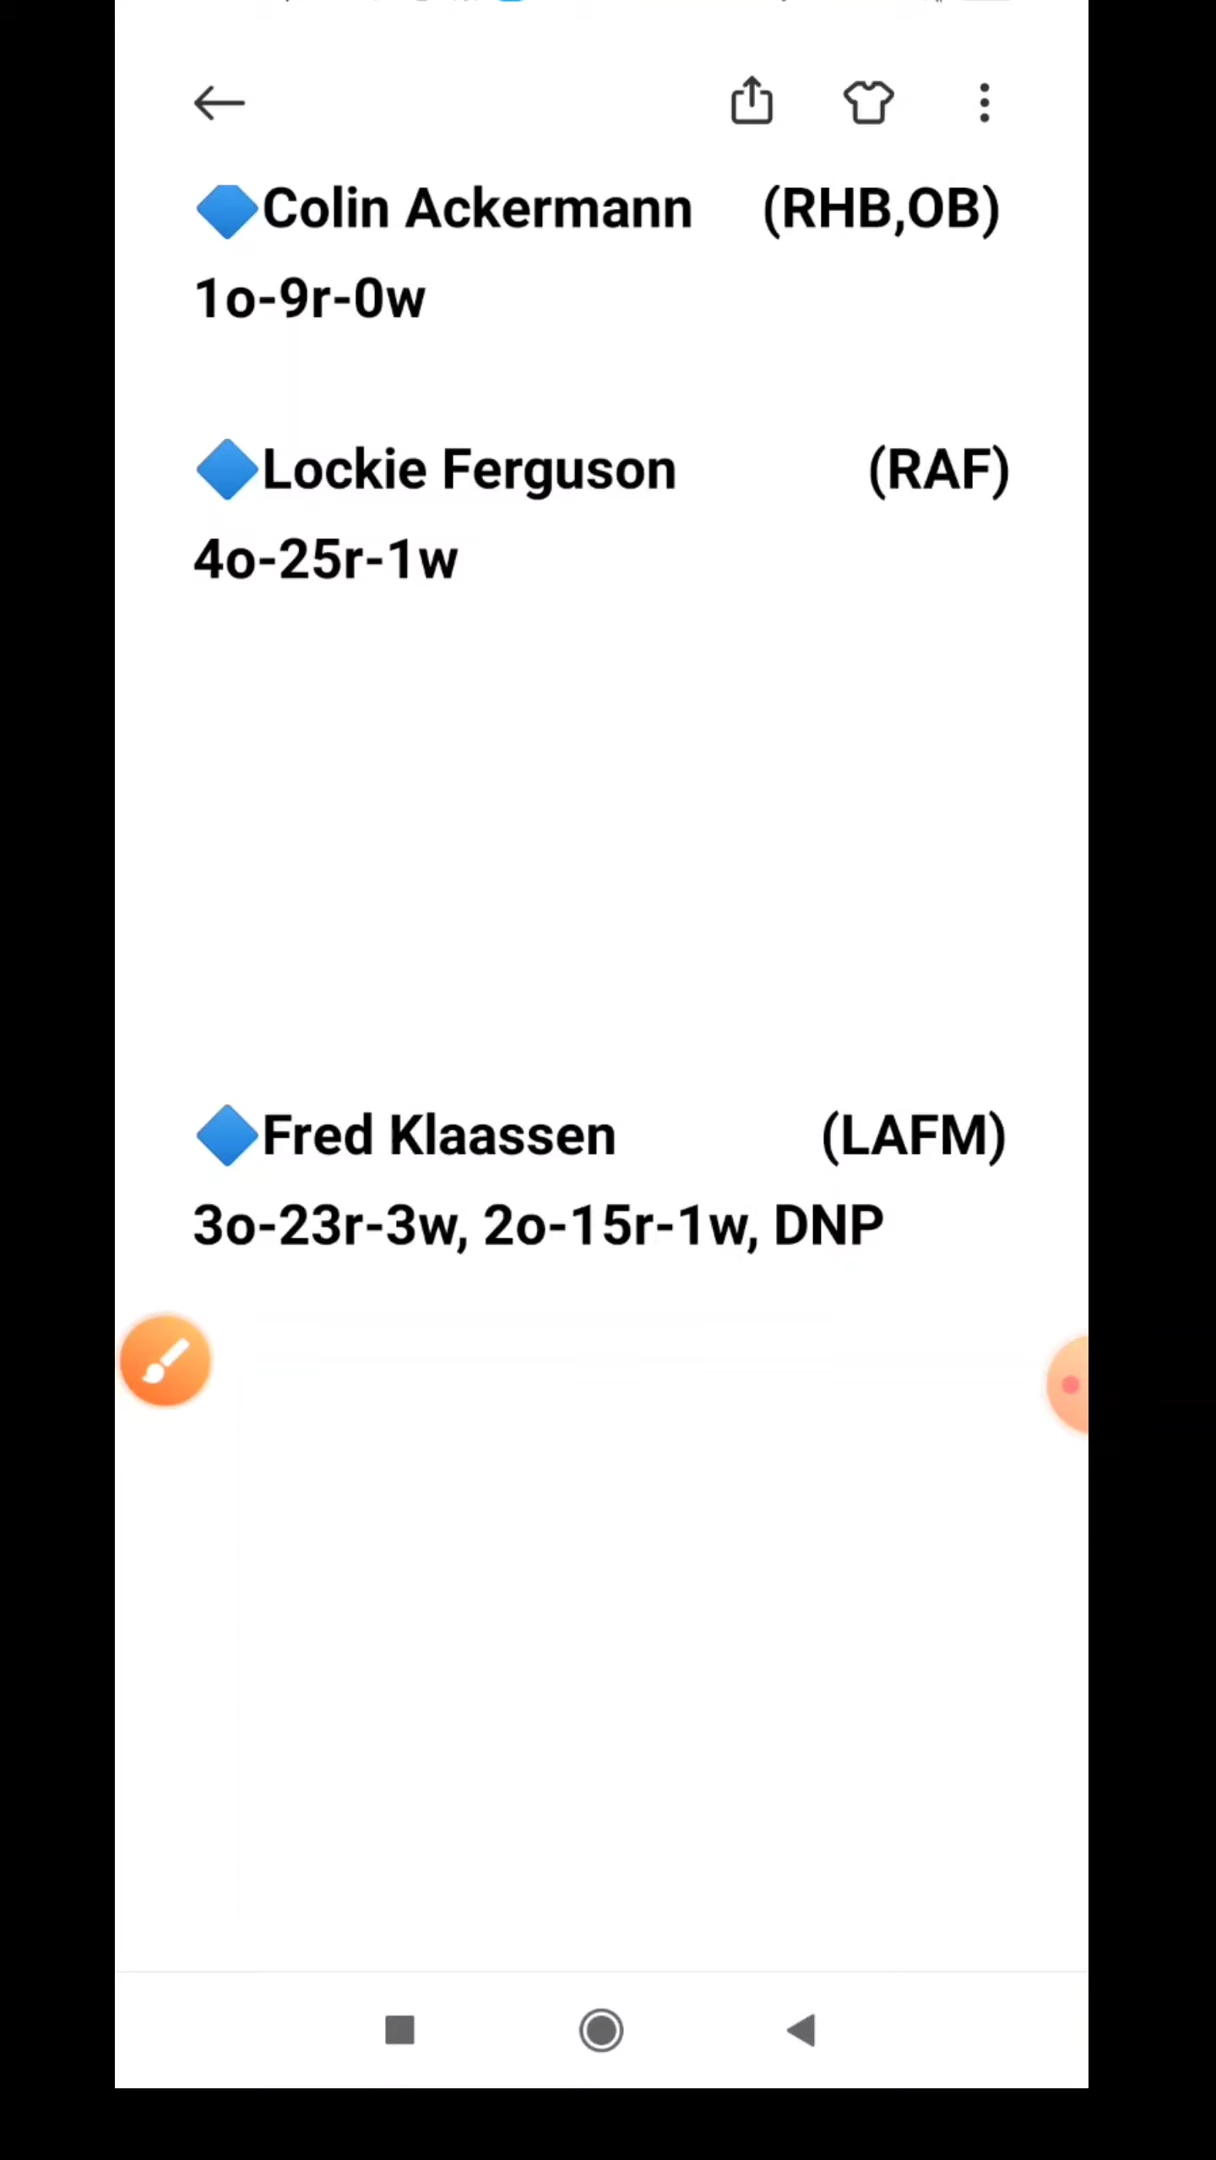 🔷Colin Ackermann (RHB,OB)
1o-9r-0w
🔷Lockie Ferguson (RAF)
4o-25r-1w
🔷Fred Klaassen (LAFM)
3o-23r-3w, 2o-15r-1w, DNP